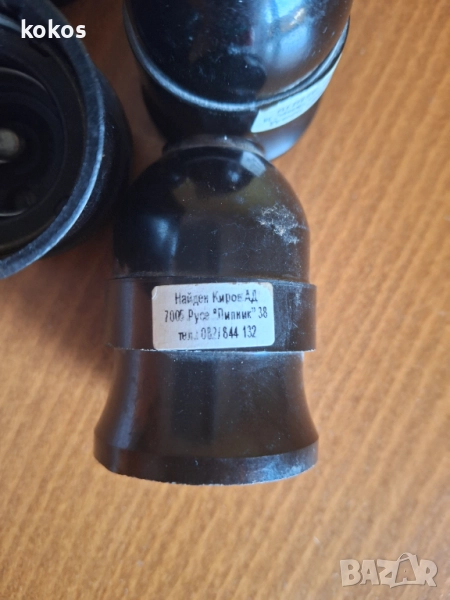 kokos
Найден Киров АД
7005 Русе "Липник" 38
тел.: 082/ 844 132
BAZAR